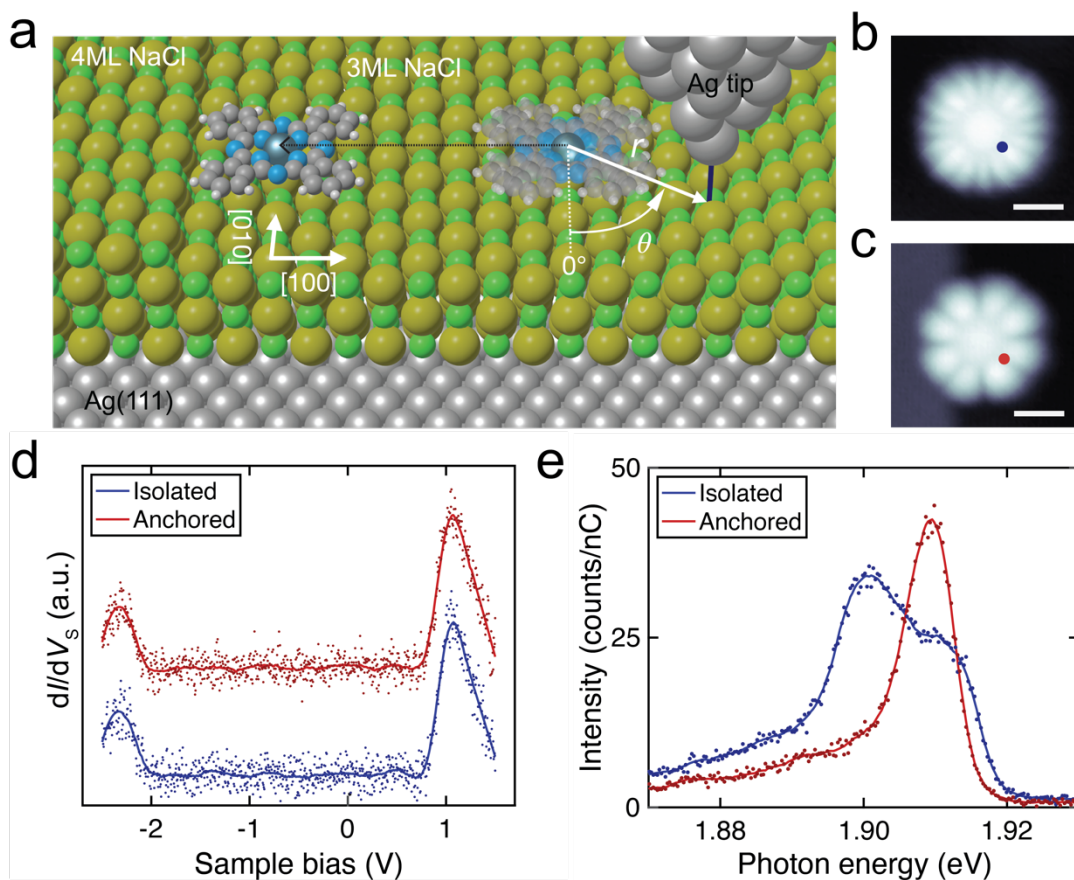 a
4ML NaCl
3ML NaCl
Ag tip
r
θ
0°
[010]
[100]
Ag(111)
b
c
d
Isolated
Anchored
dI/dVS (a.u.)
-2
-1
0
1
Sample bias (V)
e
50
Isolated
Anchored
25
0
Intensity (counts/nC)
1.88
1.90
1.92
Photon energy (eV)